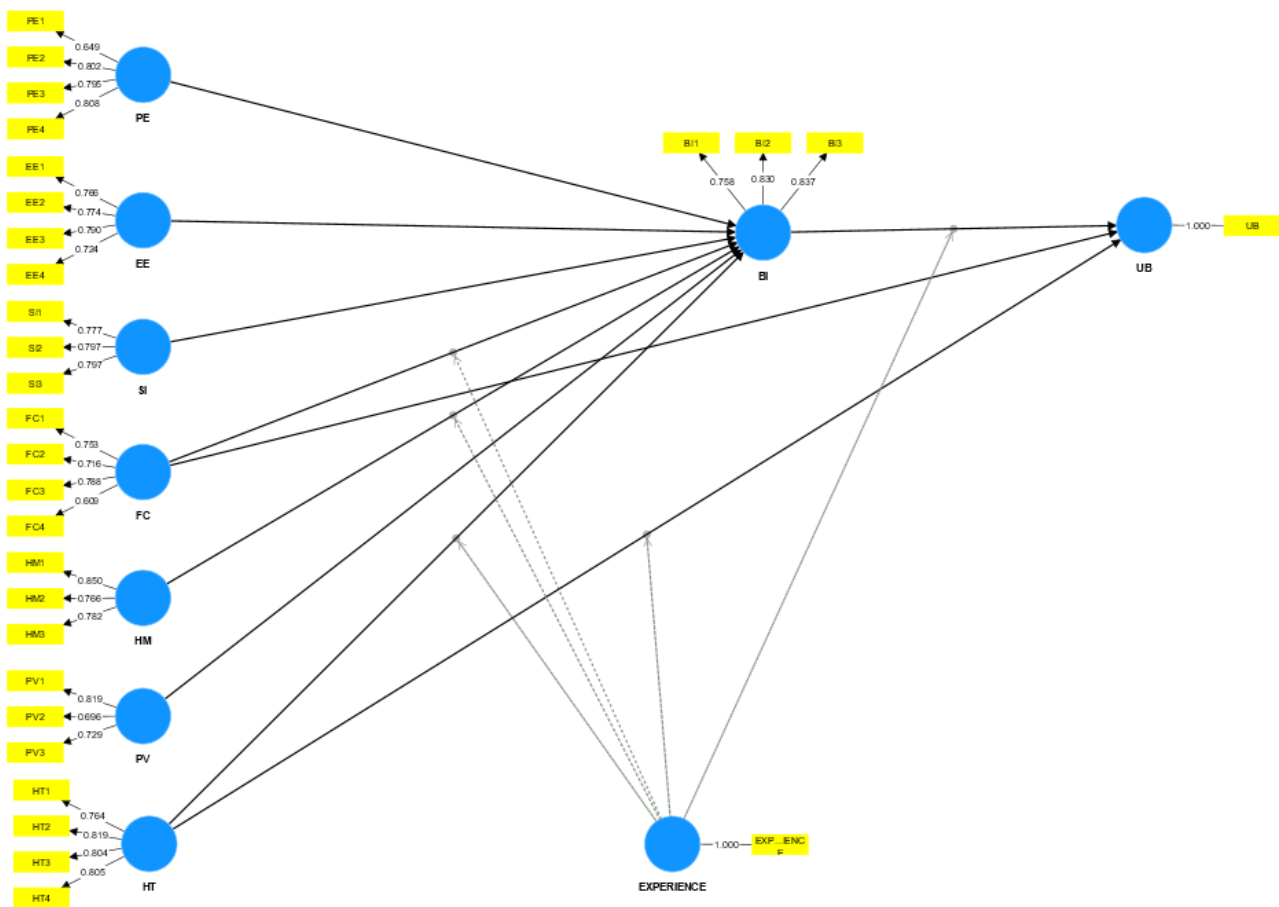 PE1
0.649
PE2
0.802
PE3
0.795
PE4
0.808
PE
EE1
0.766
EE2
0.774
EE3
0.790
EE4
0.724
EE
SI1
0.777
SI2
0.797
SI3
0.797
SI
FC1
0.753
FC2
0.716
FC3
0.788
FC4
0.609
FC
HM1
0.850
HM2
0.766
HM3
0.782
HM
PV1
0.819
PV2
0.696
PV3
0.729
PV
HT1
0.764
HT2
0.819
HT3
0.804
HT4
0.805
HT
BI1
BI2
BI3
0.758
0.830
0.837
BI
1.000
UB
UB
1.000
EXP...IENC
E
EXPERIENCE